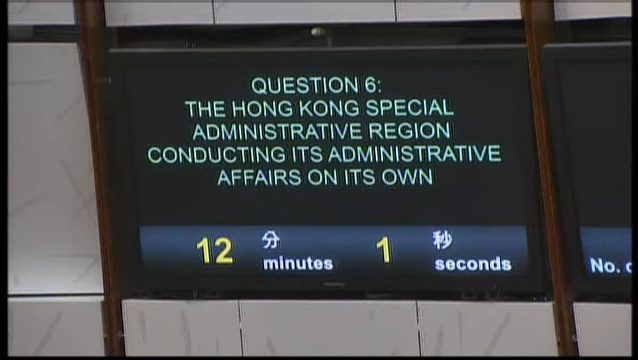 QUESTION 6:
THE HONG KONG SPECIAL
ADMINISTRATIVE REGION
CONDUCTING ITS ADMINISTRATIVE
AFFAIRS ON ITS OWN
12 分 minutes 1 秒 seconds
No.